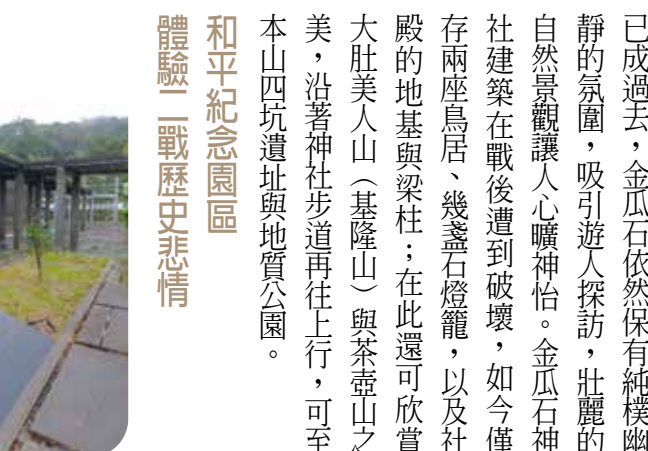 已成過去，金瓜石依然保有純樸幽
靜的氛圍，吸引遊人探訪，壯麗的
自然景觀讓人心曠神怡。金瓜石神
社建築在戰後遭到破壞，如今僅
存兩座鳥居、幾盞石燈籠，以及社
殿的地基與梁柱；在此還可欣賞
大肚美人山（基隆山）與茶壺山之
美，沿著神社步道再往上行，可至
本山四坑遺址與地質公園。
和平紀念園區
體驗二戰歷史悲情